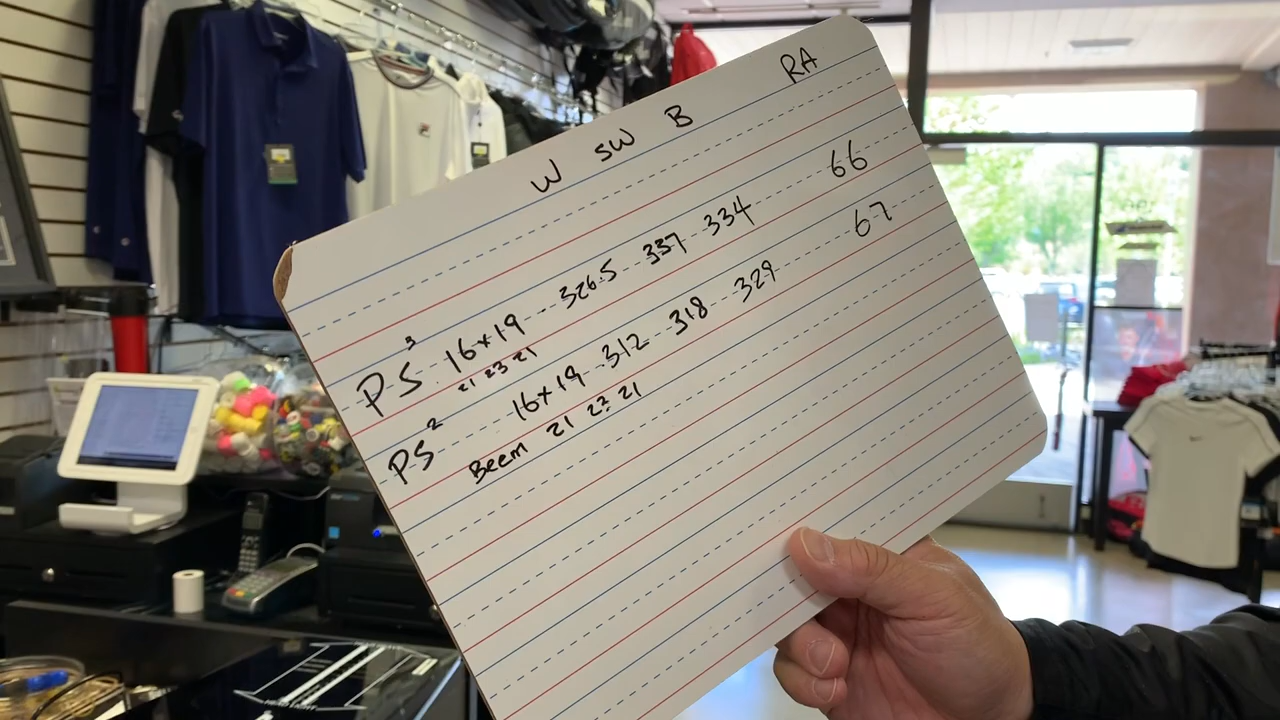 W SW B RA
PS³ 16x19 326.5 337 334 66
21 23 21
PS² 16x19 312 318 329 67
Beem 21 23 21